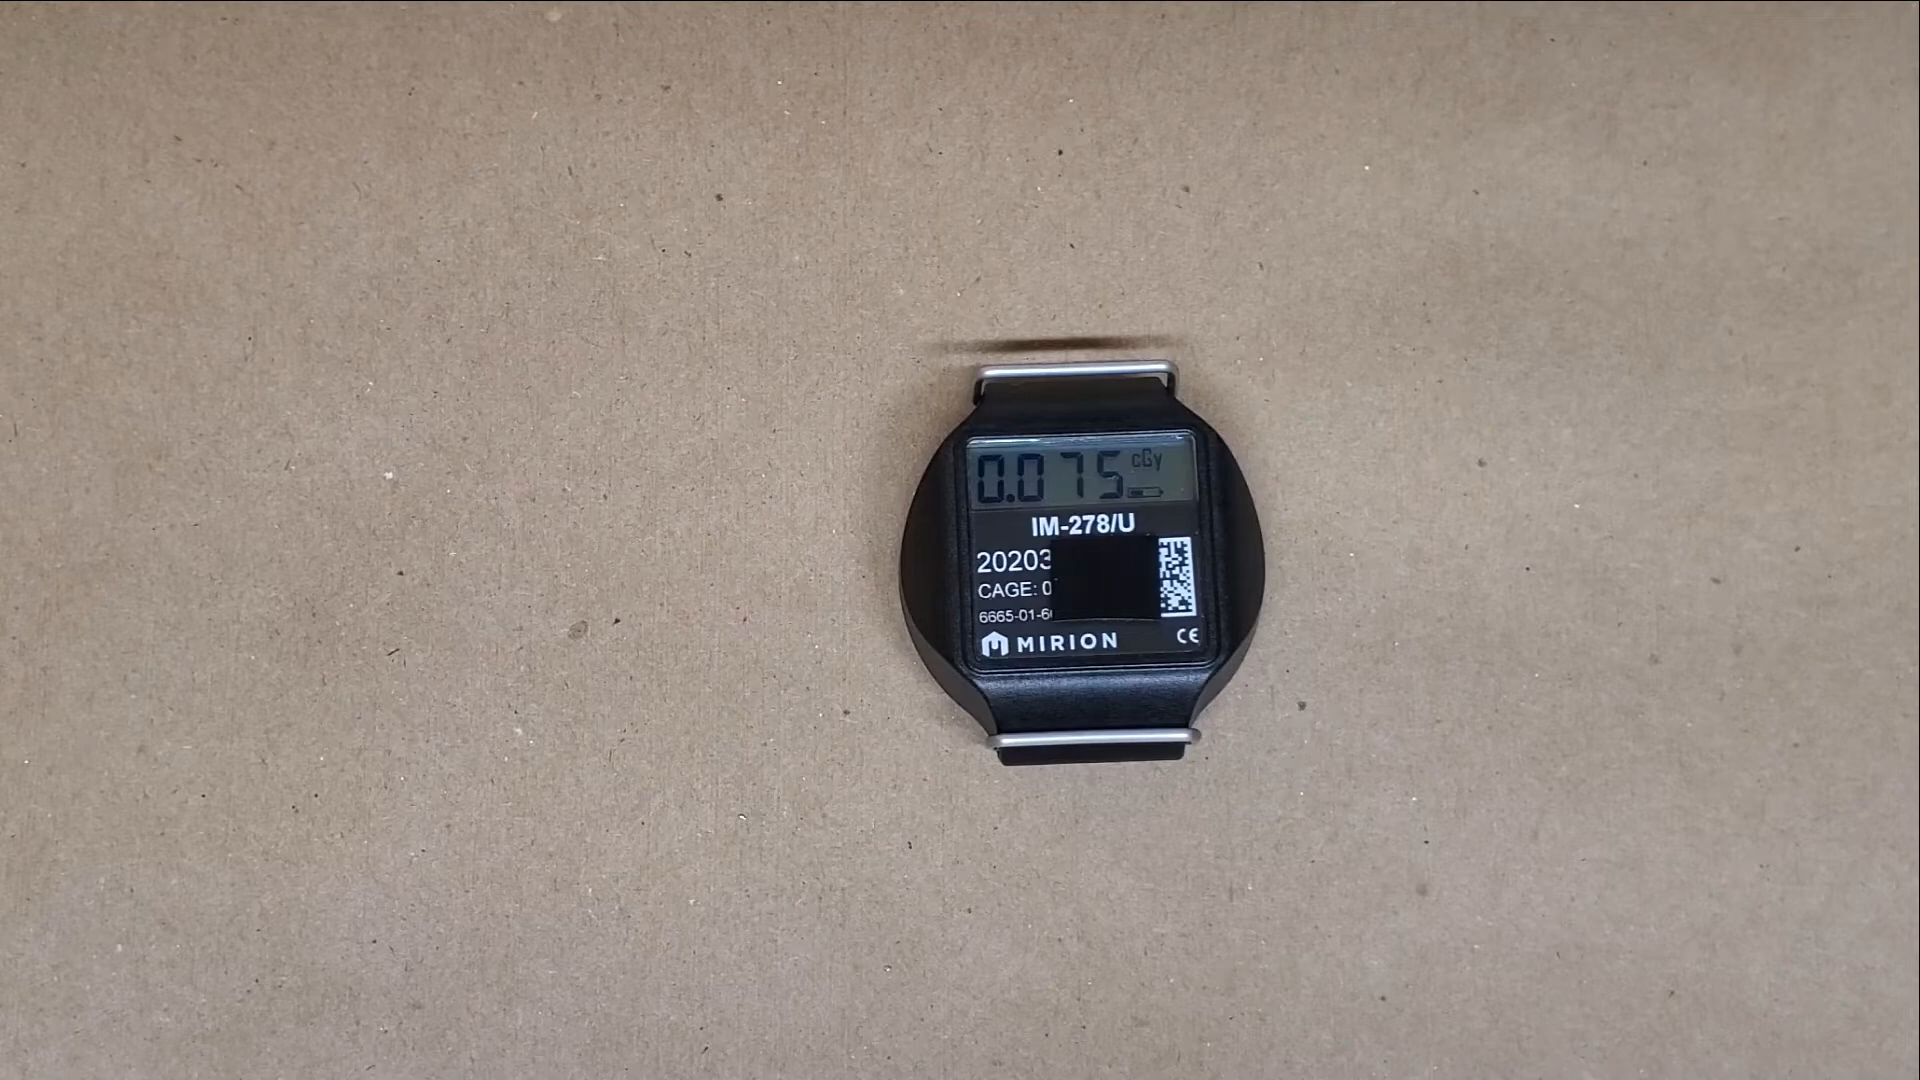 0.075 cGy
IM-278/U
20203
CAGE: 0
6665-01-6
MIRION
CE